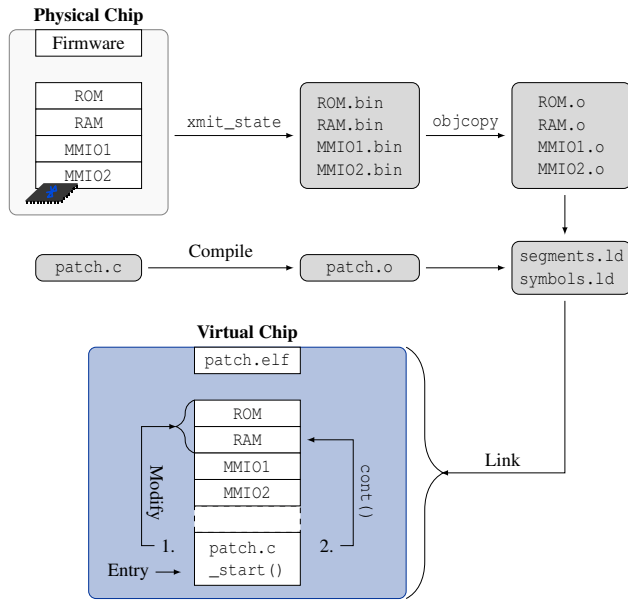 Physical Chip
Firmware
ROM
RAM
MMIO1
MMIO2
xmit_state
ROM.bin
RAM.bin
MMIO1.bin
MMIO2.bin
objcopy
ROM.o
RAM.o
MMIO1.o
MMIO2.o
patch.c
Compile
patch.o
segments.ld
symbols.ld
Virtual Chip
patch.elf
ROM
RAM
MMIO1
MMIO2
Modify
cont()
Link
1.
patch.c
_start()
2.
Entry